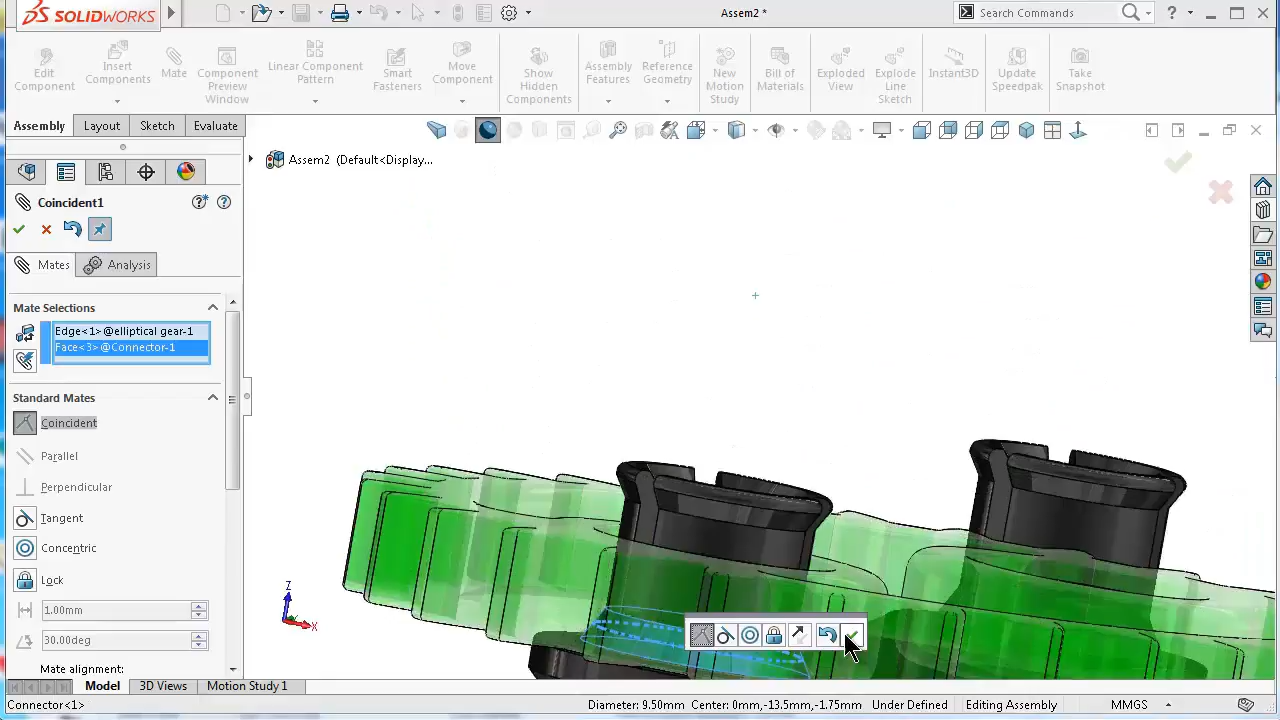 SOLIDWORKS
Assem2 *
Search Commands
Edit Component
Insert Components
Mate
Component Preview Window
Linear Component Pattern
Smart Fasteners
Move Component
Show Hidden Components
Assembly Features
Reference Geometry
New Motion Study
Bill of Materials
Exploded View
Explode Line Sketch
Instant3D
Update Speedpak
Take Snapshot
Assembly
Layout
Sketch
Evaluate
Assem2 (Default<Display...
Coincident1
Mates
Analysis
Mate Selections
Edge<1>@elliptical gear-1
Face<3>@Connector-1
Standard Mates
Coincident
Parallel
Perpendicular
Tangent
Concentric
Lock
1.00mm
30.00deg
Mate alignment:
Z
X
Model
3D Views
Motion Study 1
Connector<1>
Diameter: 9.50mm Center: 0mm,-13.5mm,-1.75mm
Under Defined
Editing Assembly
MMGS